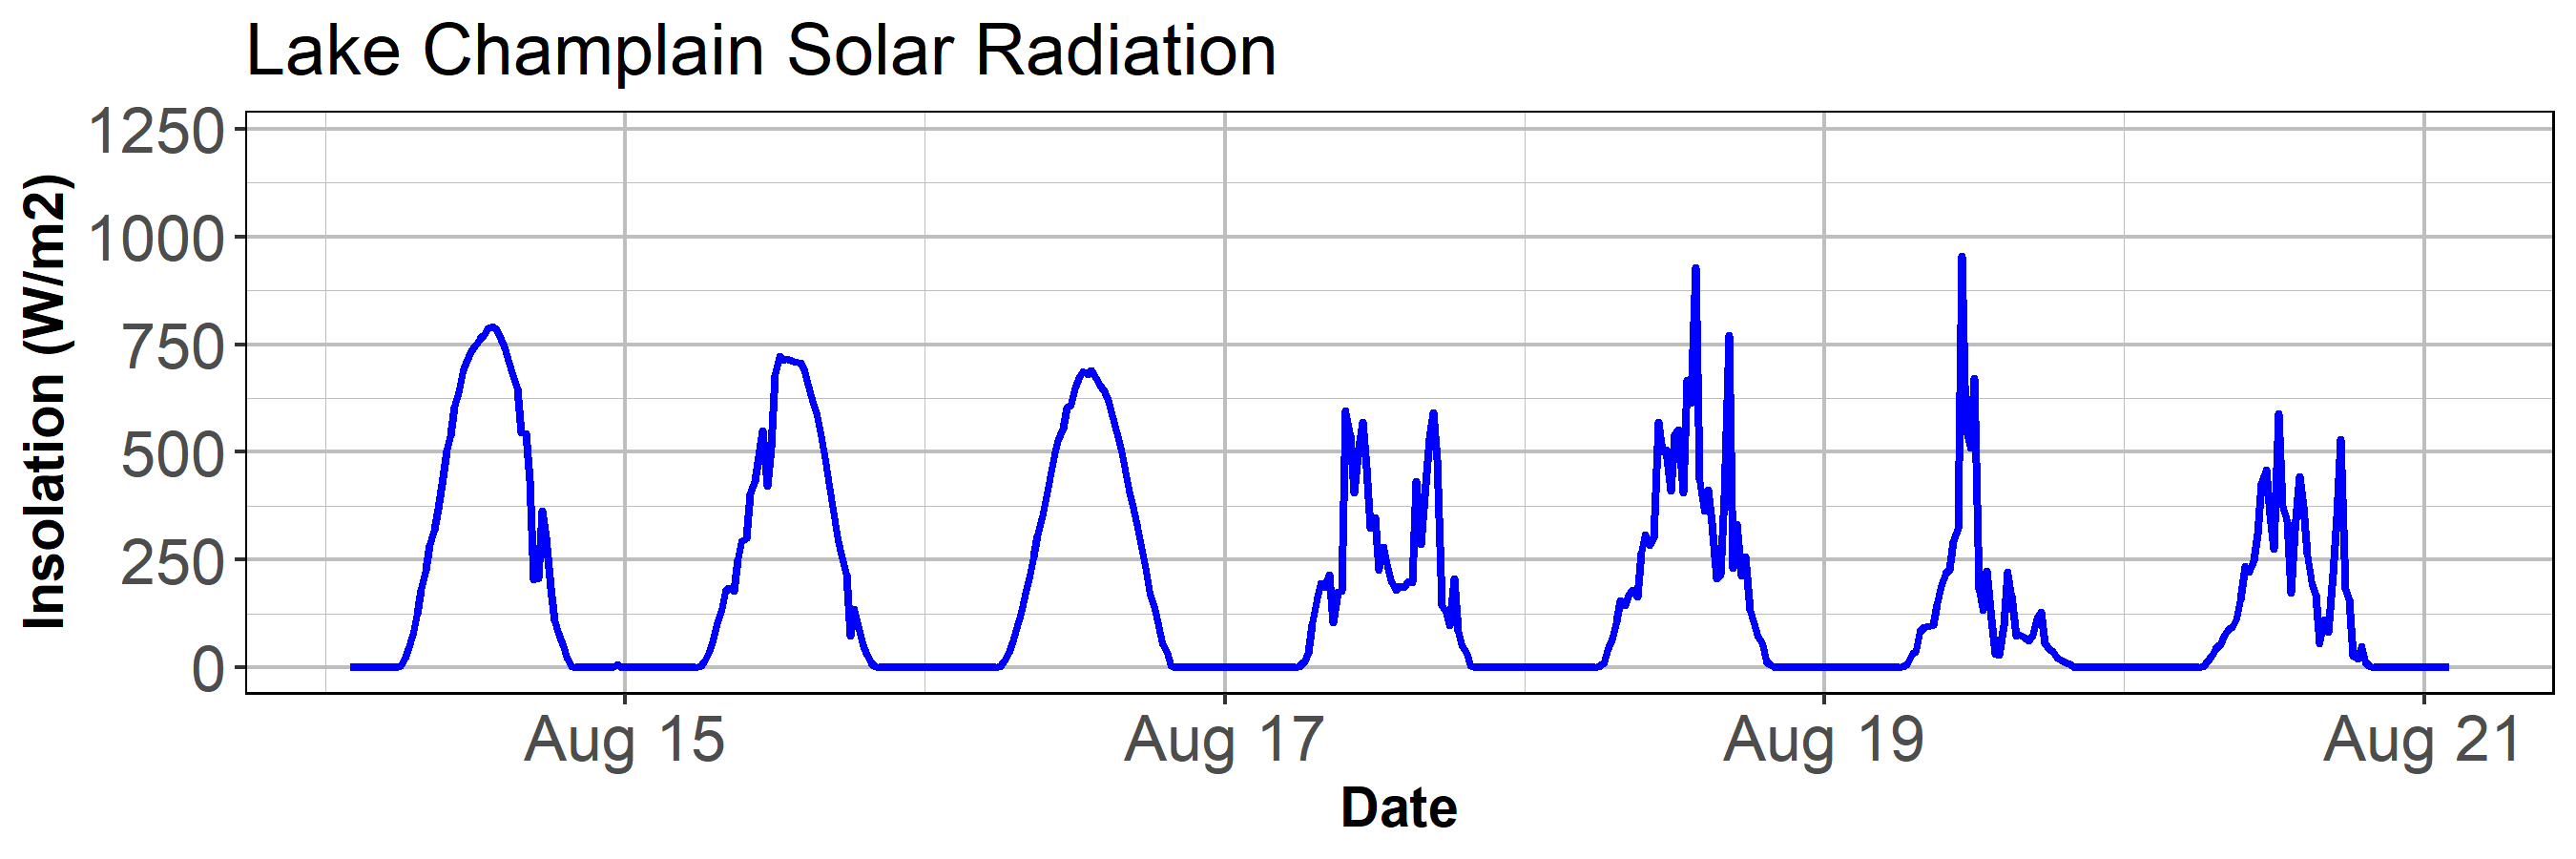 Lake Champlain Solar Radiation
Insolation (W/m2)
1250
1000
750
500
250
0
Aug 15
Aug 17
Aug 19
Aug 21
Date